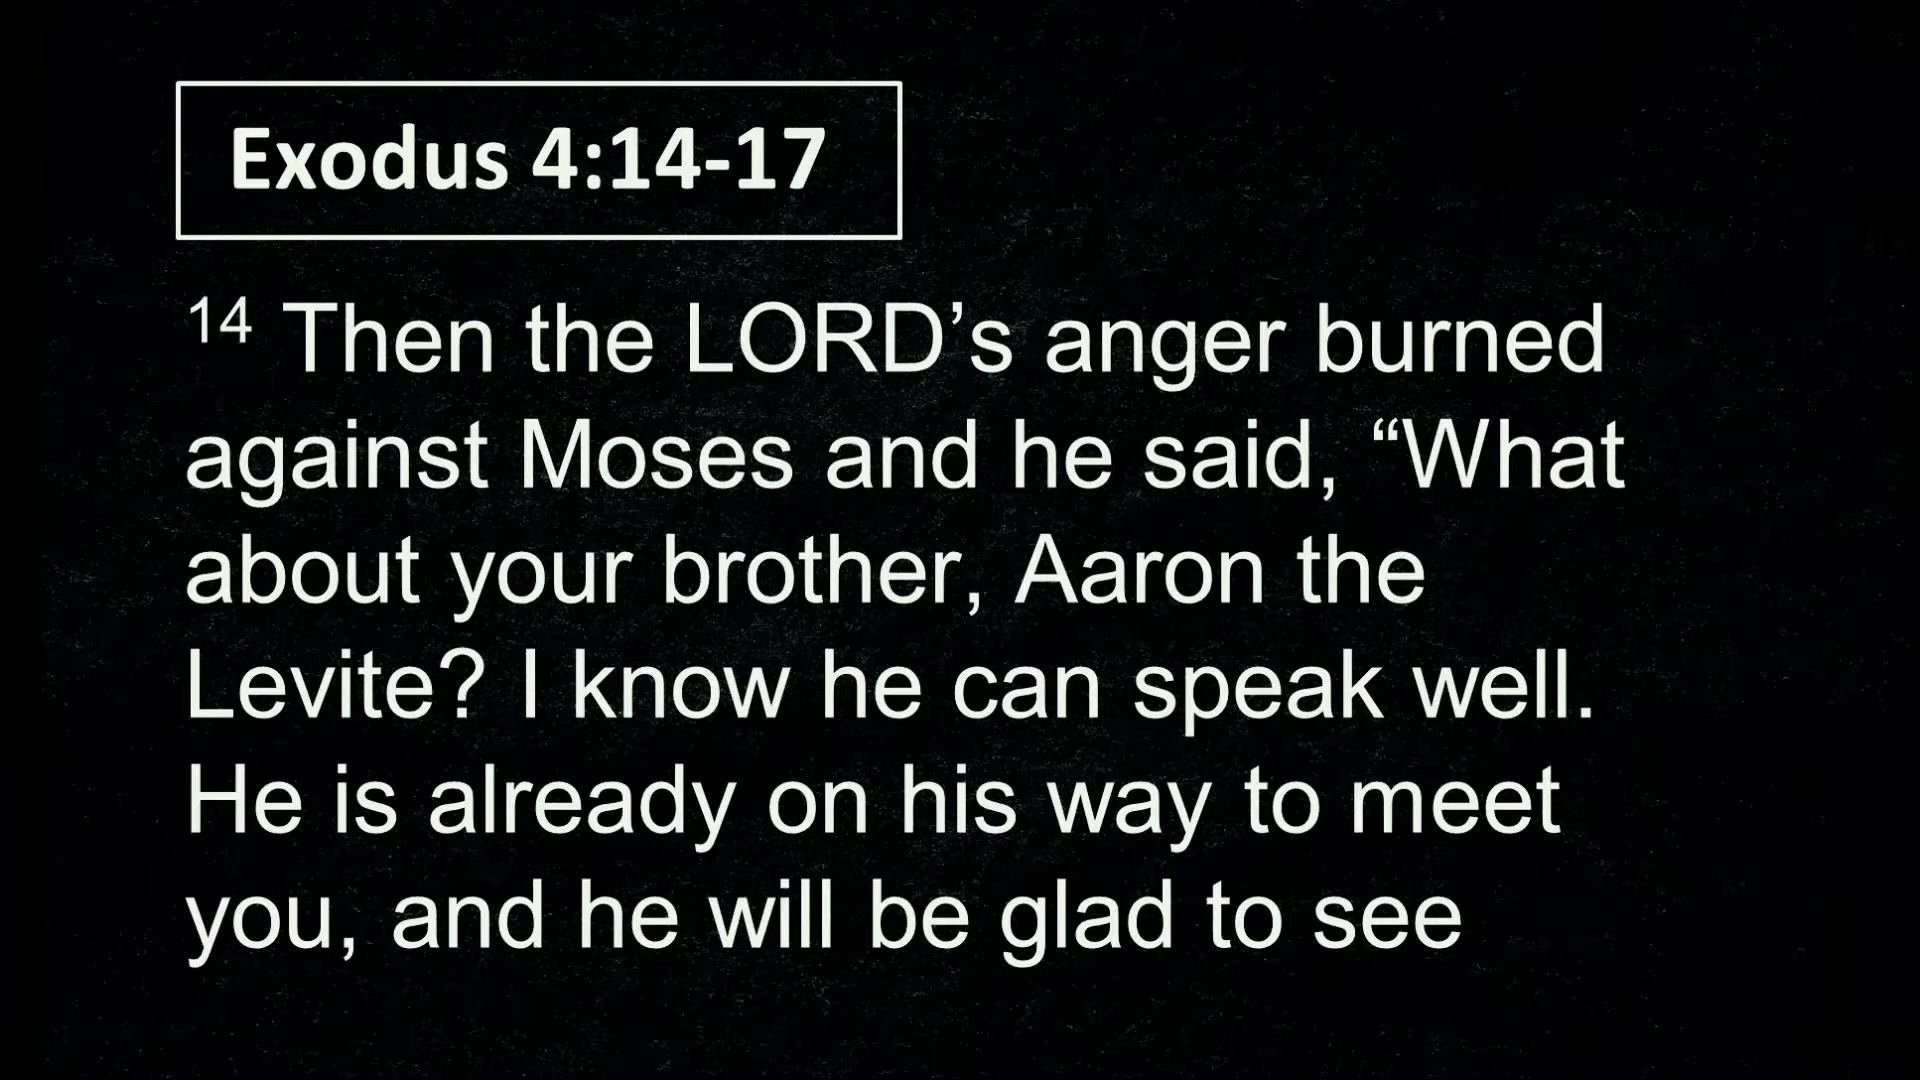 Exodus 4:14-17
14 Then the LORD’s anger burned
against Moses and he said, “What
about your brother, Aaron the
Levite? I know he can speak well.
He is already on his way to meet
you, and he will be glad to see